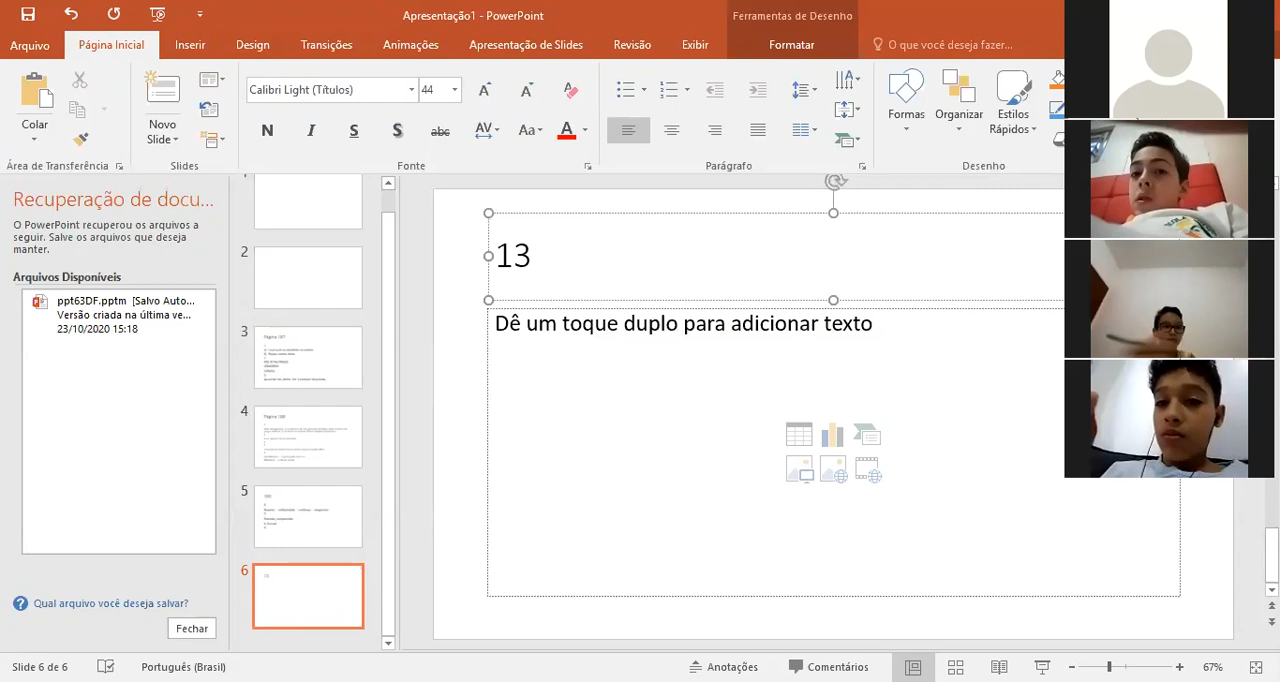 Apresentação1 - PowerPoint
Ferramentas de Desenho
Arquivo
Página Inicial
Inserir
Design
Transições
Animações
Apresentação de Slides
Revisão
Exibir
Formatar
O que você deseja fazer...
Colar
Novo
Slide
Calibri Light (Títulos)
44
N
I
S
S
abc
AV
Aa
A
Formas
Organizar
Estilos
Rápidos
Área de Transferência
Slides
Fonte
Parágrafo
Desenho
Recuperação de docu...
O PowerPoint recuperou os arquivos a
seguir. Salve os arquivos que deseja
manter.
Arquivos Disponíveis
ppt63DF.pptm [Salvo Auto...
Versão criada na última ve...
23/10/2020 15:18
Qual arquivo você deseja salvar?
Fechar
2
3
4
5
6
13
Dê um toque duplo para adicionar texto
Slide 6 de 6
Português (Brasil)
Anotações
Comentários
67%